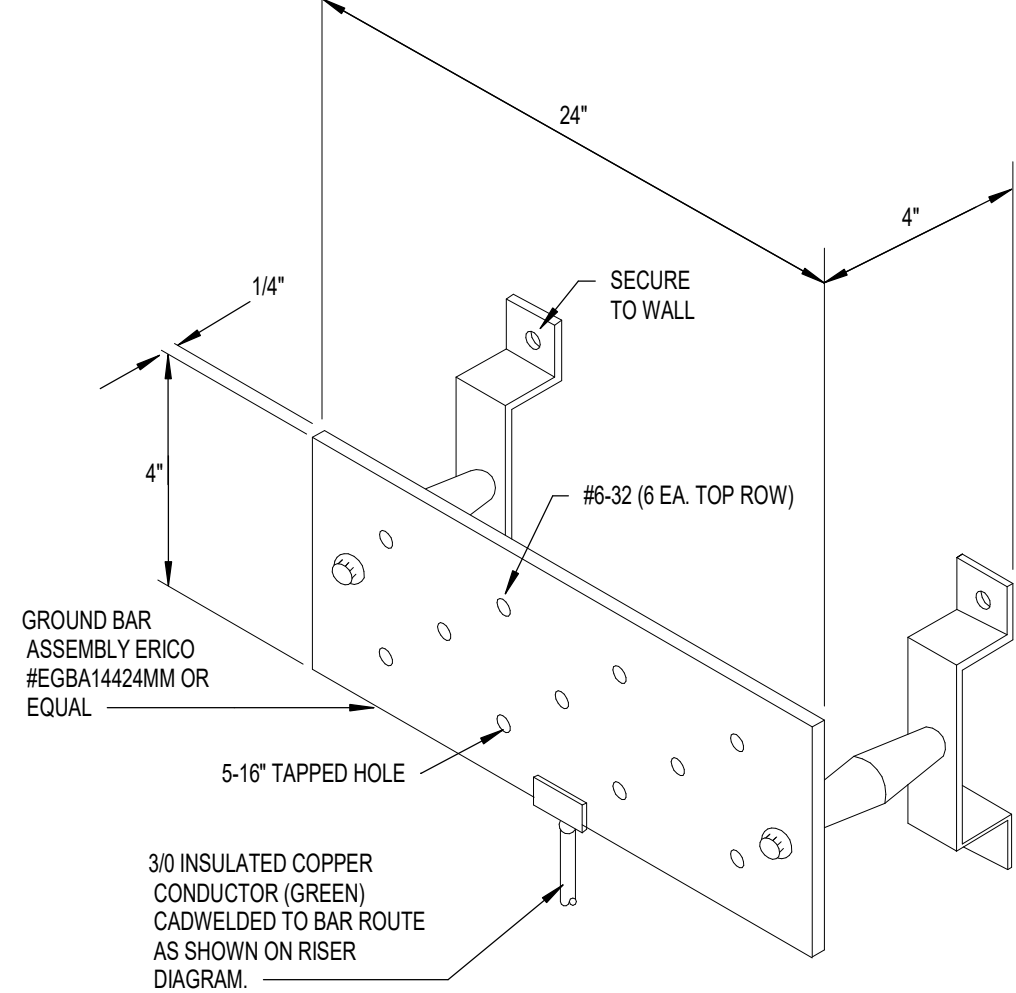 24"
4"
1/4"
SECURE
TO WALL
4"
#6-32 (6 EA. TOP ROW)
GROUND BAR
ASSEMBLY ERICO
#EGBA14424MM OR
EQUAL
5-16" TAPPED HOLE
3/0 INSULATED COPPER
CONDUCTOR (GREEN)
CADWELDED TO BAR ROUTE
AS SHOWN ON RISER
DIAGRAM.